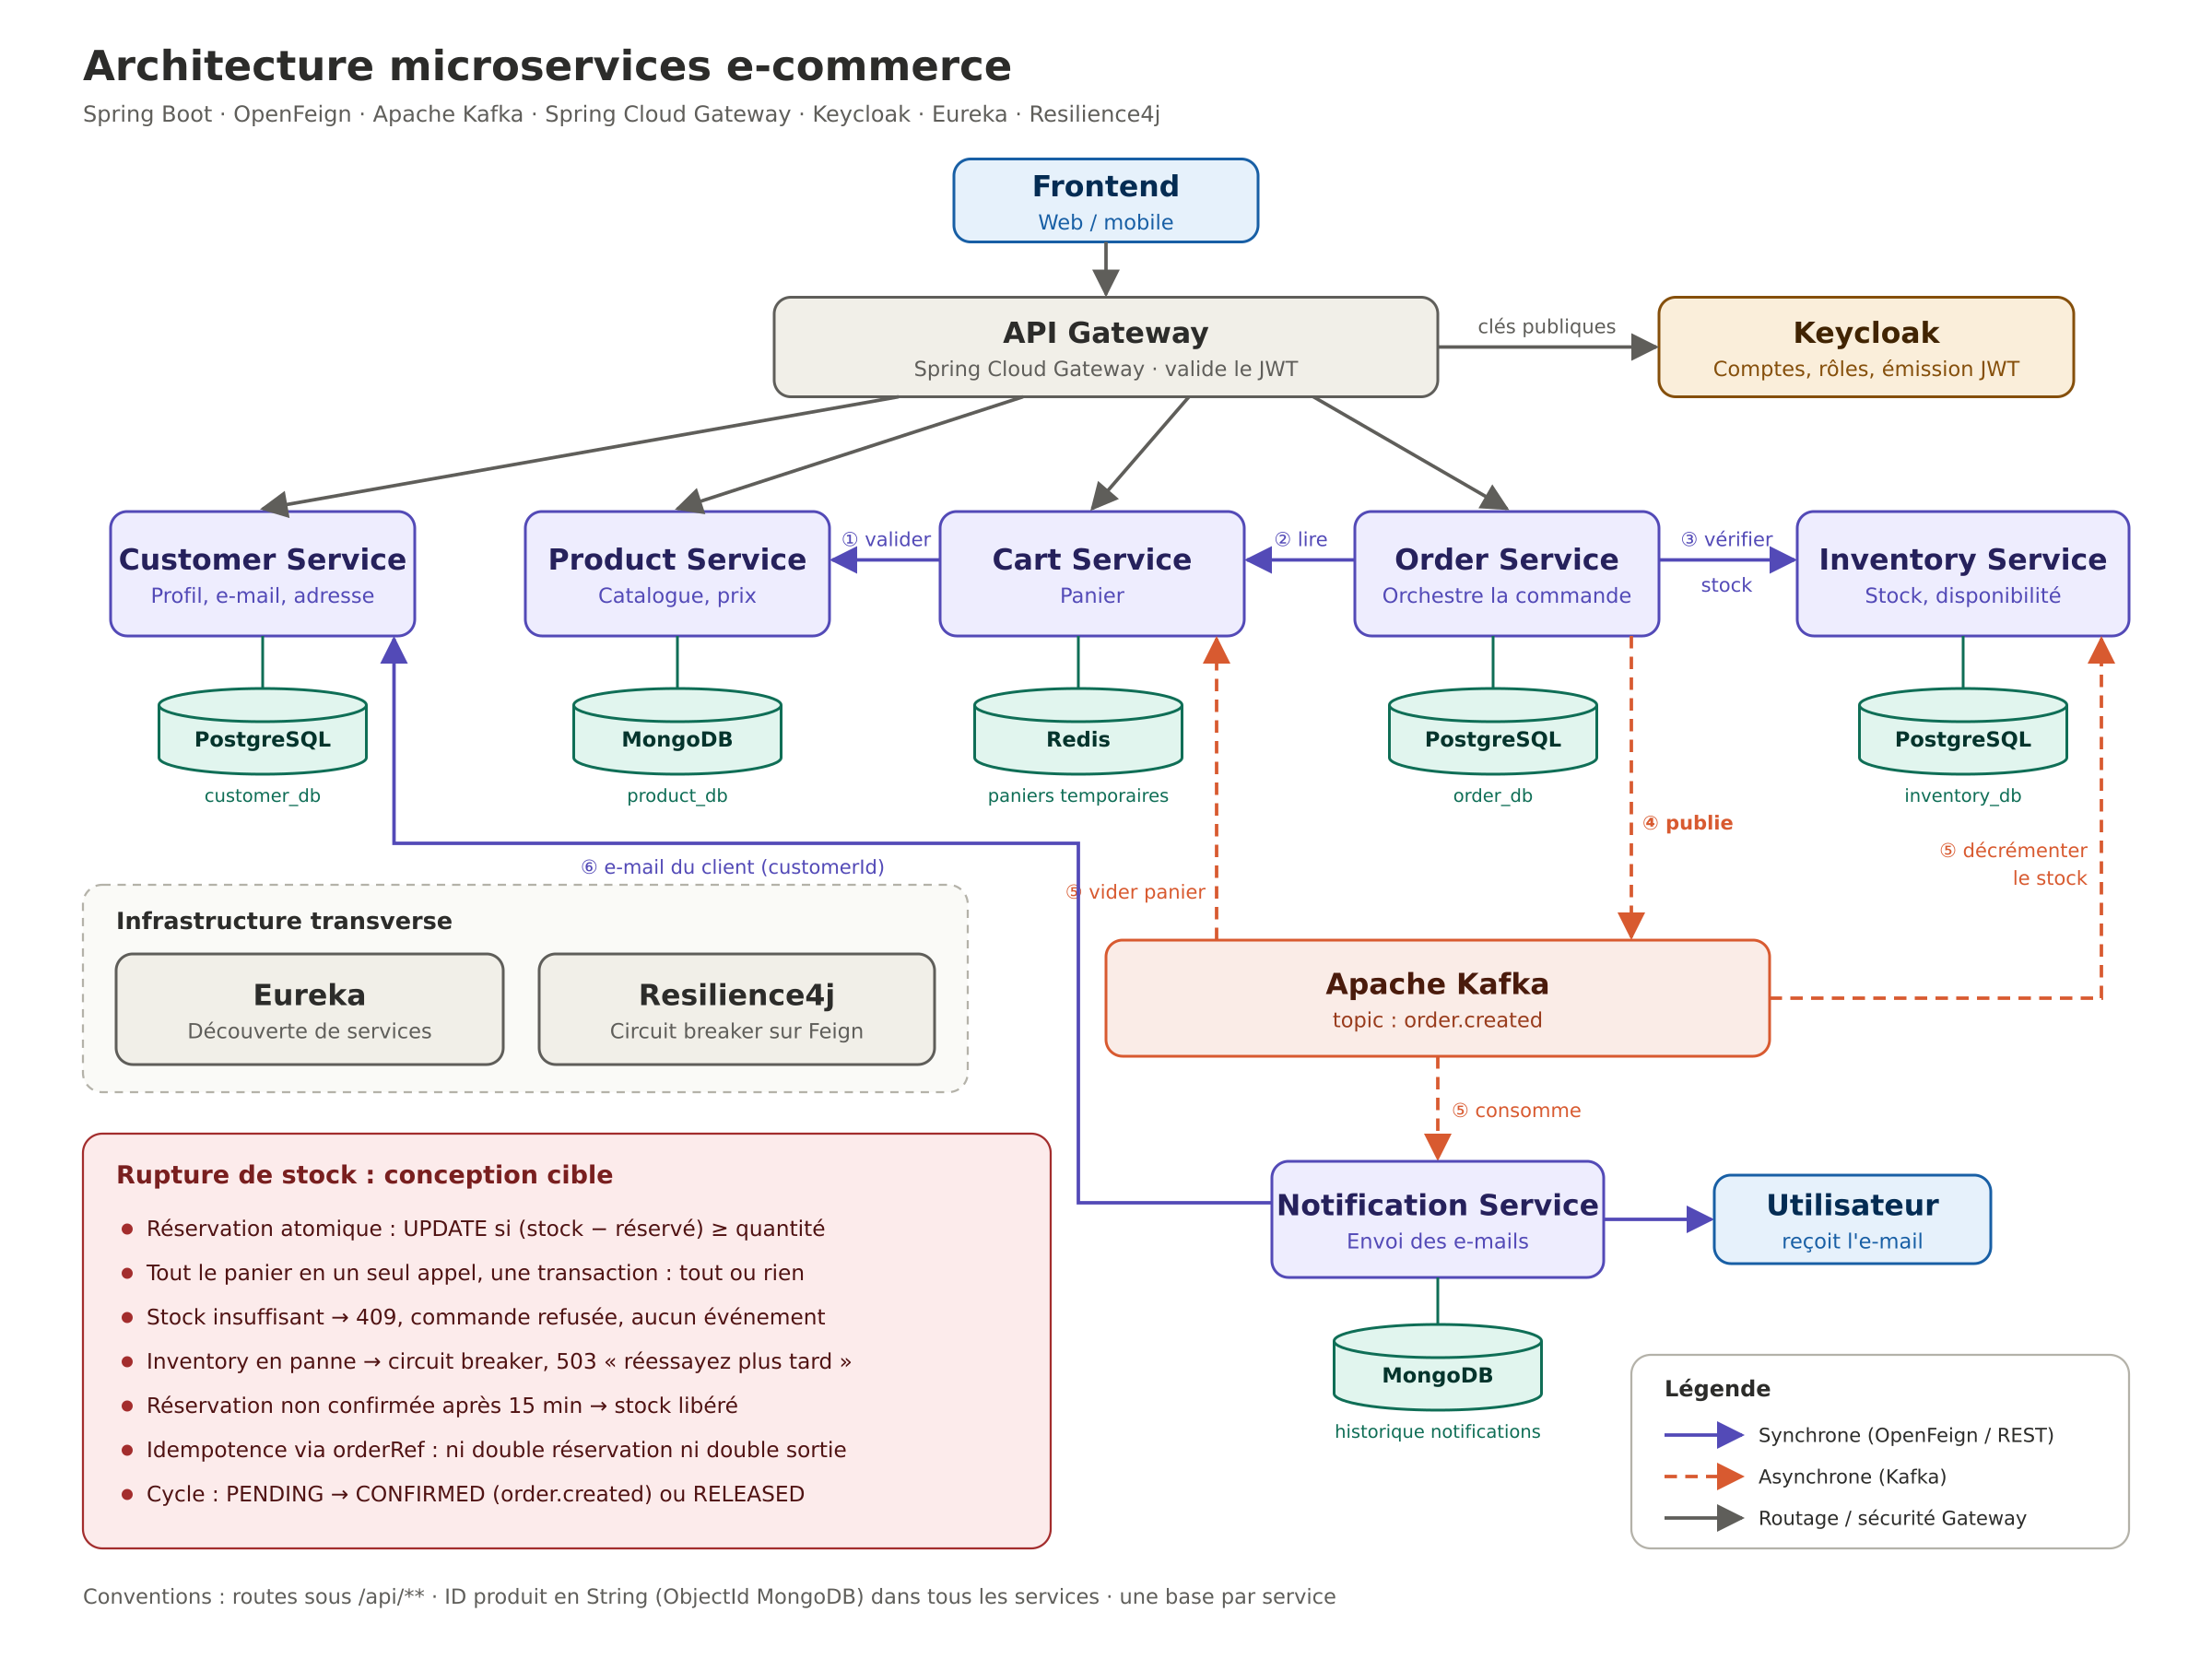 Architecture microservices e-commerce
Spring Boot · OpenFeign · Apache Kafka · Spring Cloud Gateway · Keycloak · Eureka · Resilience4j
Frontend
Web / mobile
API Gateway
Spring Cloud Gateway · valide le JWT
clés publiques
Keycloak
Comptes, rôles, émission JWT
Customer Service
Profil, e-mail, adresse
Product Service
Catalogue, prix
① valider
Cart Service
Panier
② lire
Order Service
Orchestre la commande
③ vérifier
stock
Inventory Service
Stock, disponibilité
PostgreSQL
customer_db
MongoDB
product_db
Redis
paniers temporaires
PostgreSQL
order_db
PostgreSQL
inventory_db
④ publie
⑤ décrémenter
le stock
⑥ e-mail du client (customerId)
⑤ vider panier
Infrastructure transverse
Eureka
Découverte de services
Resilience4j
Circuit breaker sur Feign
Apache Kafka
topic : order.created
⑤ consomme
Rupture de stock : conception cible
● Réservation atomique : UPDATE si (stock − réservé) ≥ quantité
● Tout le panier en un seul appel, une transaction : tout ou rien
● Stock insuffisant → 409, commande refusée, aucun événement
● Inventory en panne → circuit breaker, 503 « réessayez plus tard »
● Réservation non confirmée après 15 min → stock libéré
● Idempotence via orderRef : ni double réservation ni double sortie
● Cycle : PENDING → CONFIRMED (order.created) ou RELEASED
Notification Service
Envoi des e-mails
Utilisateur
reçoit l'e-mail
MongoDB
historique notifications
Légende
Synchrone (OpenFeign / REST)
Asynchrone (Kafka)
Routage / sécurité Gateway
Conventions : routes sous /api/** · ID produit en String (ObjectId MongoDB) dans tous les services · une base par service